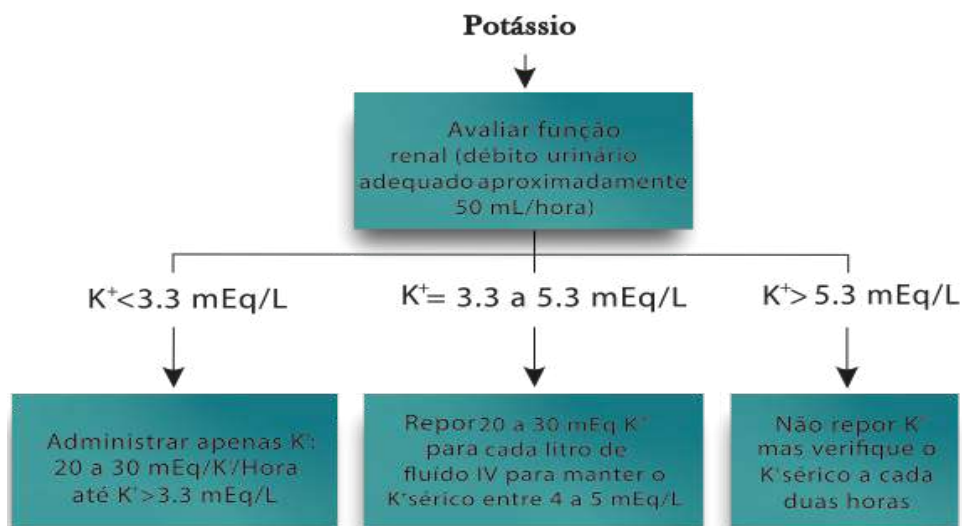 Potássio
Avaliar função
renal (débito urinário
adequado aproximadamente
50 mL/hora)
K⁺<3.3 mEq/L
K⁺= 3.3 a 5.3 mEq/L
K⁺> 5.3 mEq/L
Administrar apenas K⁺:
20 a 30 mEq/K⁺/Hora
até K⁺>3.3 mEq/L
Repor 20 a 30 mEq K⁺
para cada litro de
fluído IV para manter o
K⁺sérico entre 4 a 5 mEq/L
Não repor K⁺
mas verifique o
K⁺sérico a cada
duas horas